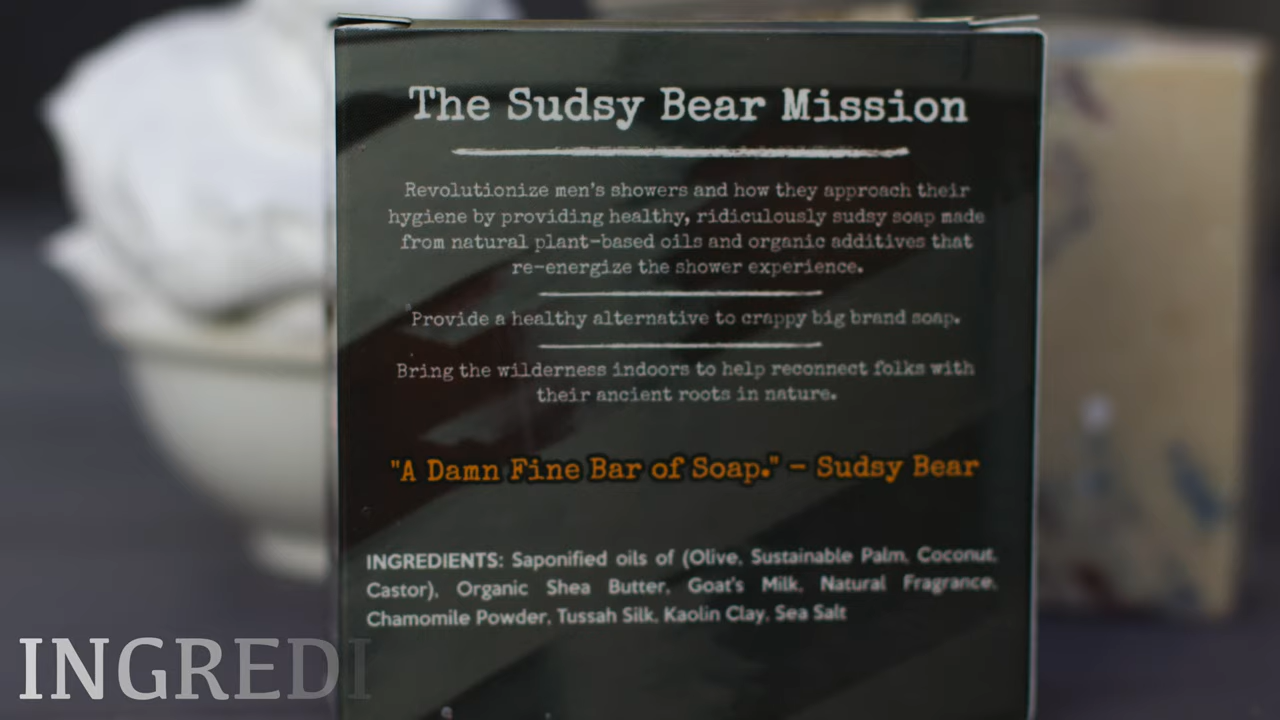 The Sudsy Bear Mission
Revolutionize men's showers and how they approach their
hygiene by providing healthy, ridiculously sudsy soap made
from natural plant-based oils and organic additives that
re-energize the shower experience.
Provide a healthy alternative to crappy big brand soap.
Bring the wilderness indoors to help reconnect folks with
their ancient roots in nature.
"A Damn Fine Bar of Soap." - Sudsy Bear
INGREDIENTS: Saponified oils of (Olive, Sustainable Palm, Coconut,
Castor), Organic Shea Butter, Goat's Milk, Natural Fragrance,
Chamomile Powder, Tussah Silk, Kaolin Clay, Sea Salt
INGREDI